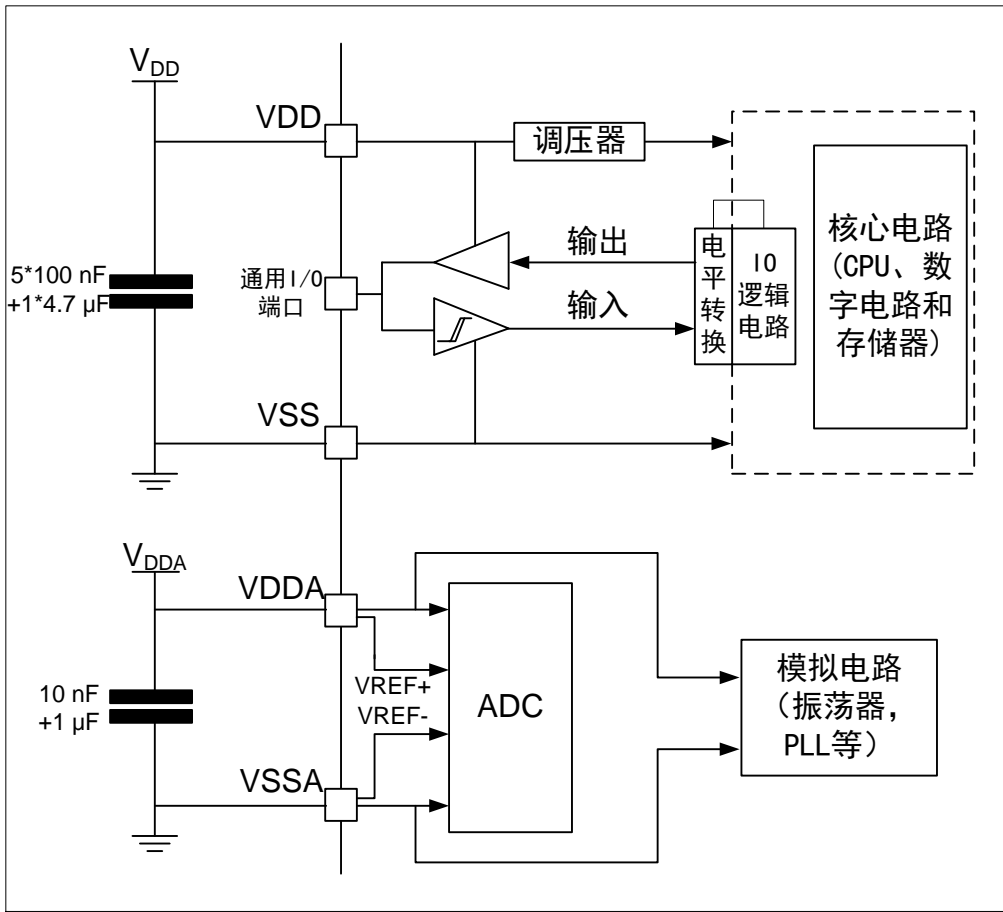 VDD
VDD
调压器
5*100 nF
+1*4.7 µF
通用I/O
端口
输出
输入
电平转换
IO
逻辑
电路
核心电路
(CPU、数
字电路和
存储器)
VSS
VDDA
VDDA
10 nF
+1 µF
VREF+
VREF-
ADC
模拟电路
（振荡器,
PLL等）
VSSA